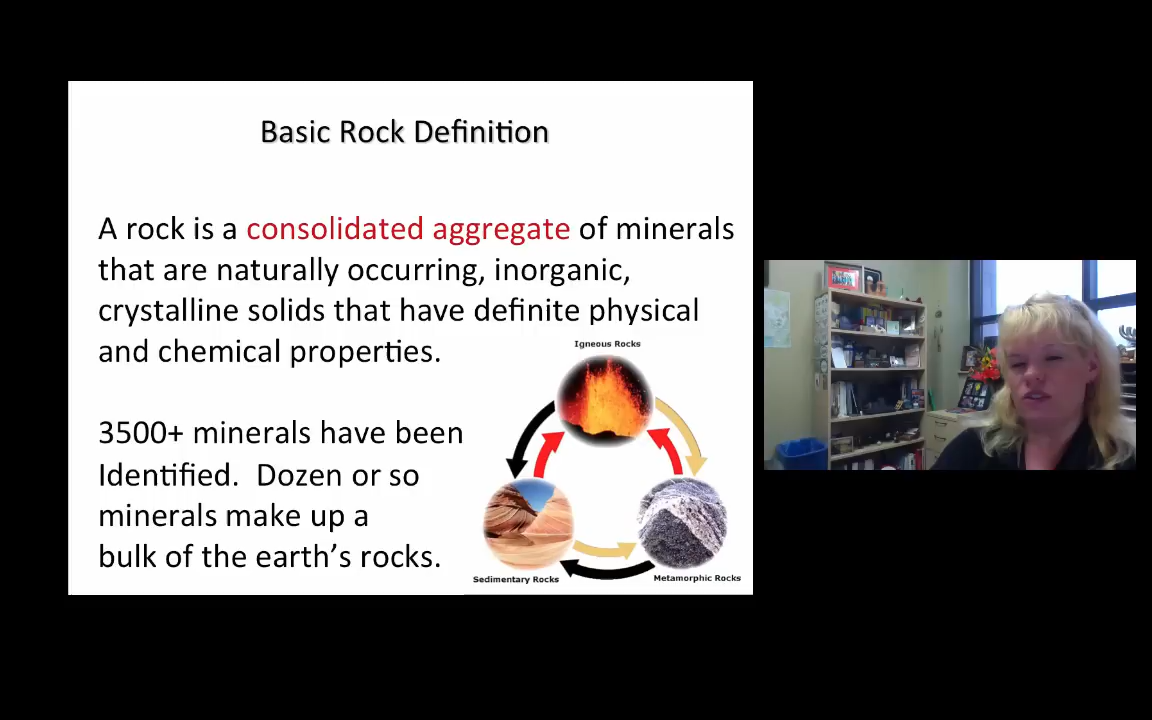 Basic Rock Definition
A rock is a consolidated aggregate of minerals
that are naturally occurring, inorganic,
crystalline solids that have definite physical
and chemical properties.
Igneous Rocks
3500+ minerals have been
Identified.  Dozen or so
minerals make up a
bulk of the earth's rocks.
Sedimentary Rocks
Metamorphic Rocks